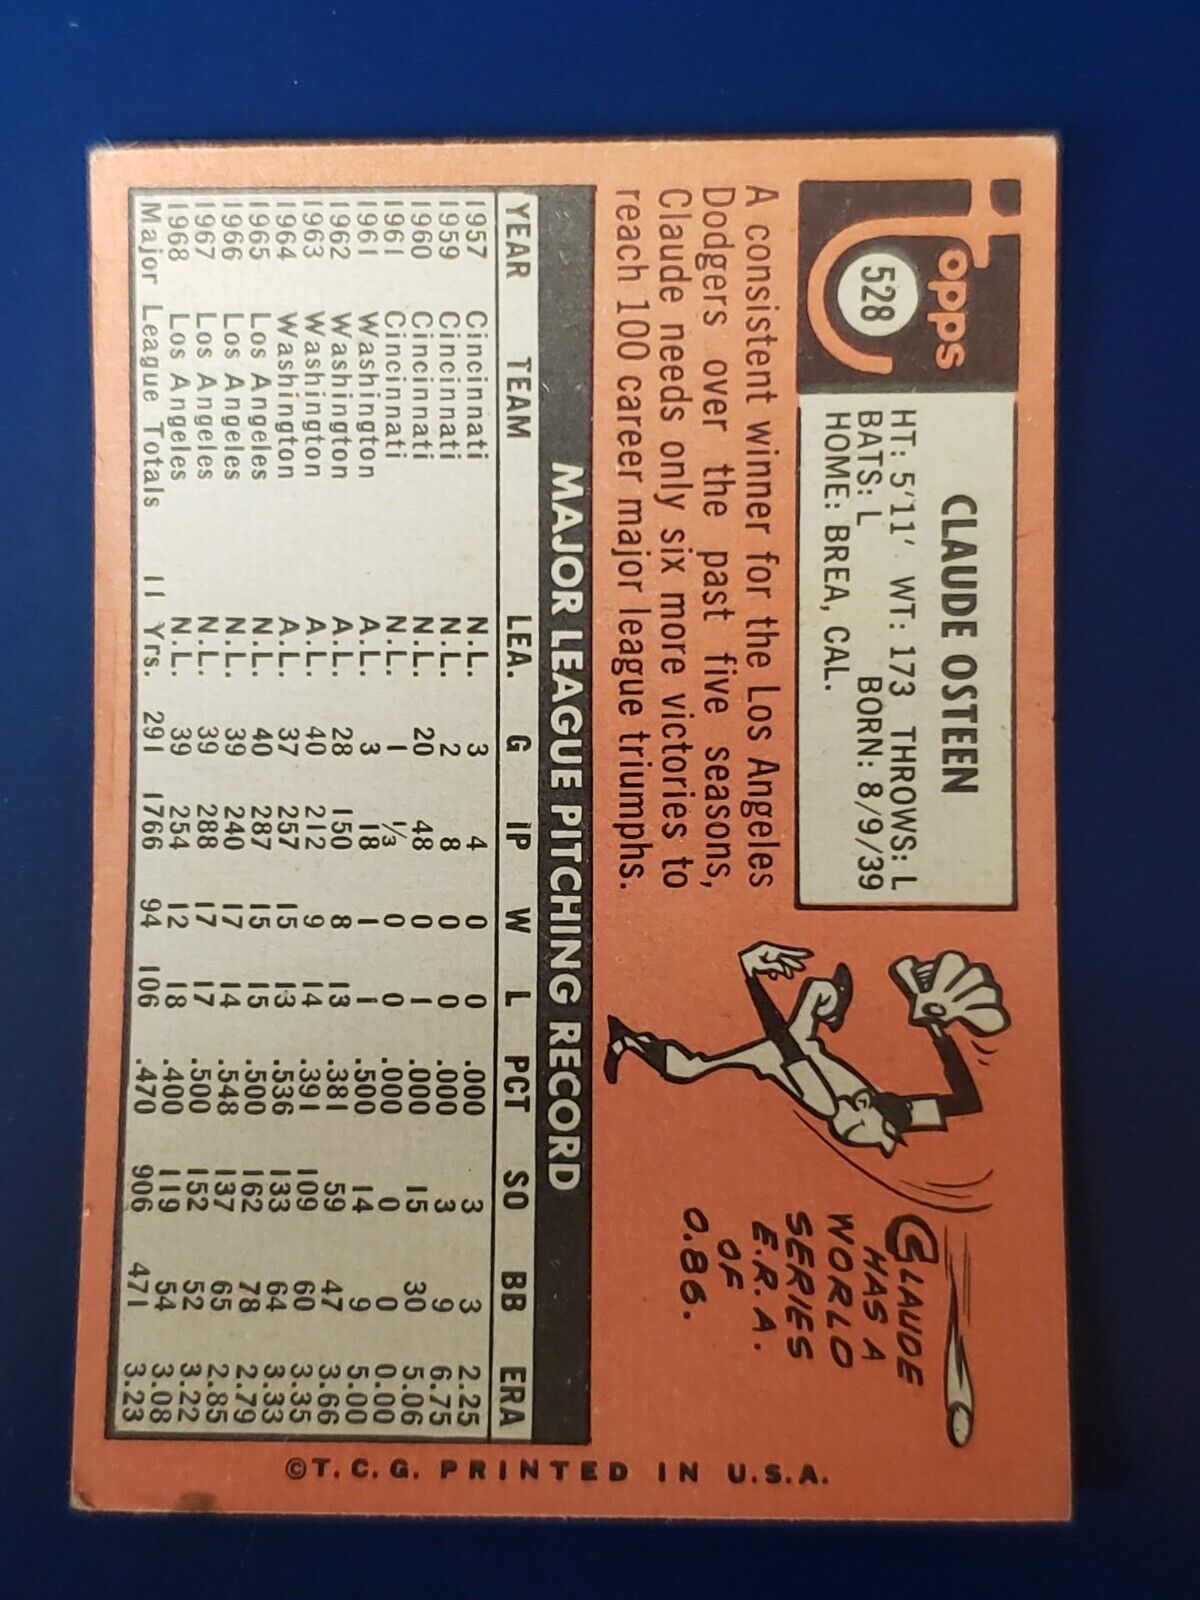 Topps
528
CLAUDE OSTEEN
HT: 5'11' WT: 173 THROWS: L
BATS: L BORN: 8/9/39
HOME: BREA, CAL.
A consistent winner for the Los Angeles
Dodgers over the past five seasons,
Claude needs only six more victories to
reach 100 career major league triumphs.
CLAUDE
HAS A
WORLD
SERIES
E.R.A.
OF
0.86.
MAJOR LEAGUE PITCHING RECORD
YEAR TEAM LEA. G IP W L PCT SO BB ERA
1957 Cincinnati N.L. 3 4 0 0 .000 3 3 2.25
1959 Cincinnati N.L. 2 8 0 0 .000 3 9 6.75
1960 Cincinnati N.L. 20 48 0 1 .000 15 30 5.06
1961 Cincinnati N.L. 1 1/3 0 0 .000 0 0 0.00
1961 Washington A.L. 3 18 1 1 .500 14 9 5.00
1962 Washington A.L. 28 150 8 13 .381 59 47 3.66
1963 Washington A.L. 40 212 9 14 .391 109 60 3.35
1964 Washington A.L. 37 257 15 13 .536 133 64 3.33
1965 Los Angeles N.L. 40 287 15 15 .500 162 78 2.79
1966 Los Angeles N.L. 39 240 17 14 .548 137 65 2.85
1967 Los Angeles N.L. 39 288 17 17 .500 152 52 3.22
1968 Los Angeles N.L. 39 254 12 18 .400 119 54 3.08
Major League Totals 11 Yrs. 291 1766 94 106 .470 906 471 3.23
©T.C.G. PRINTED IN U.S.A.